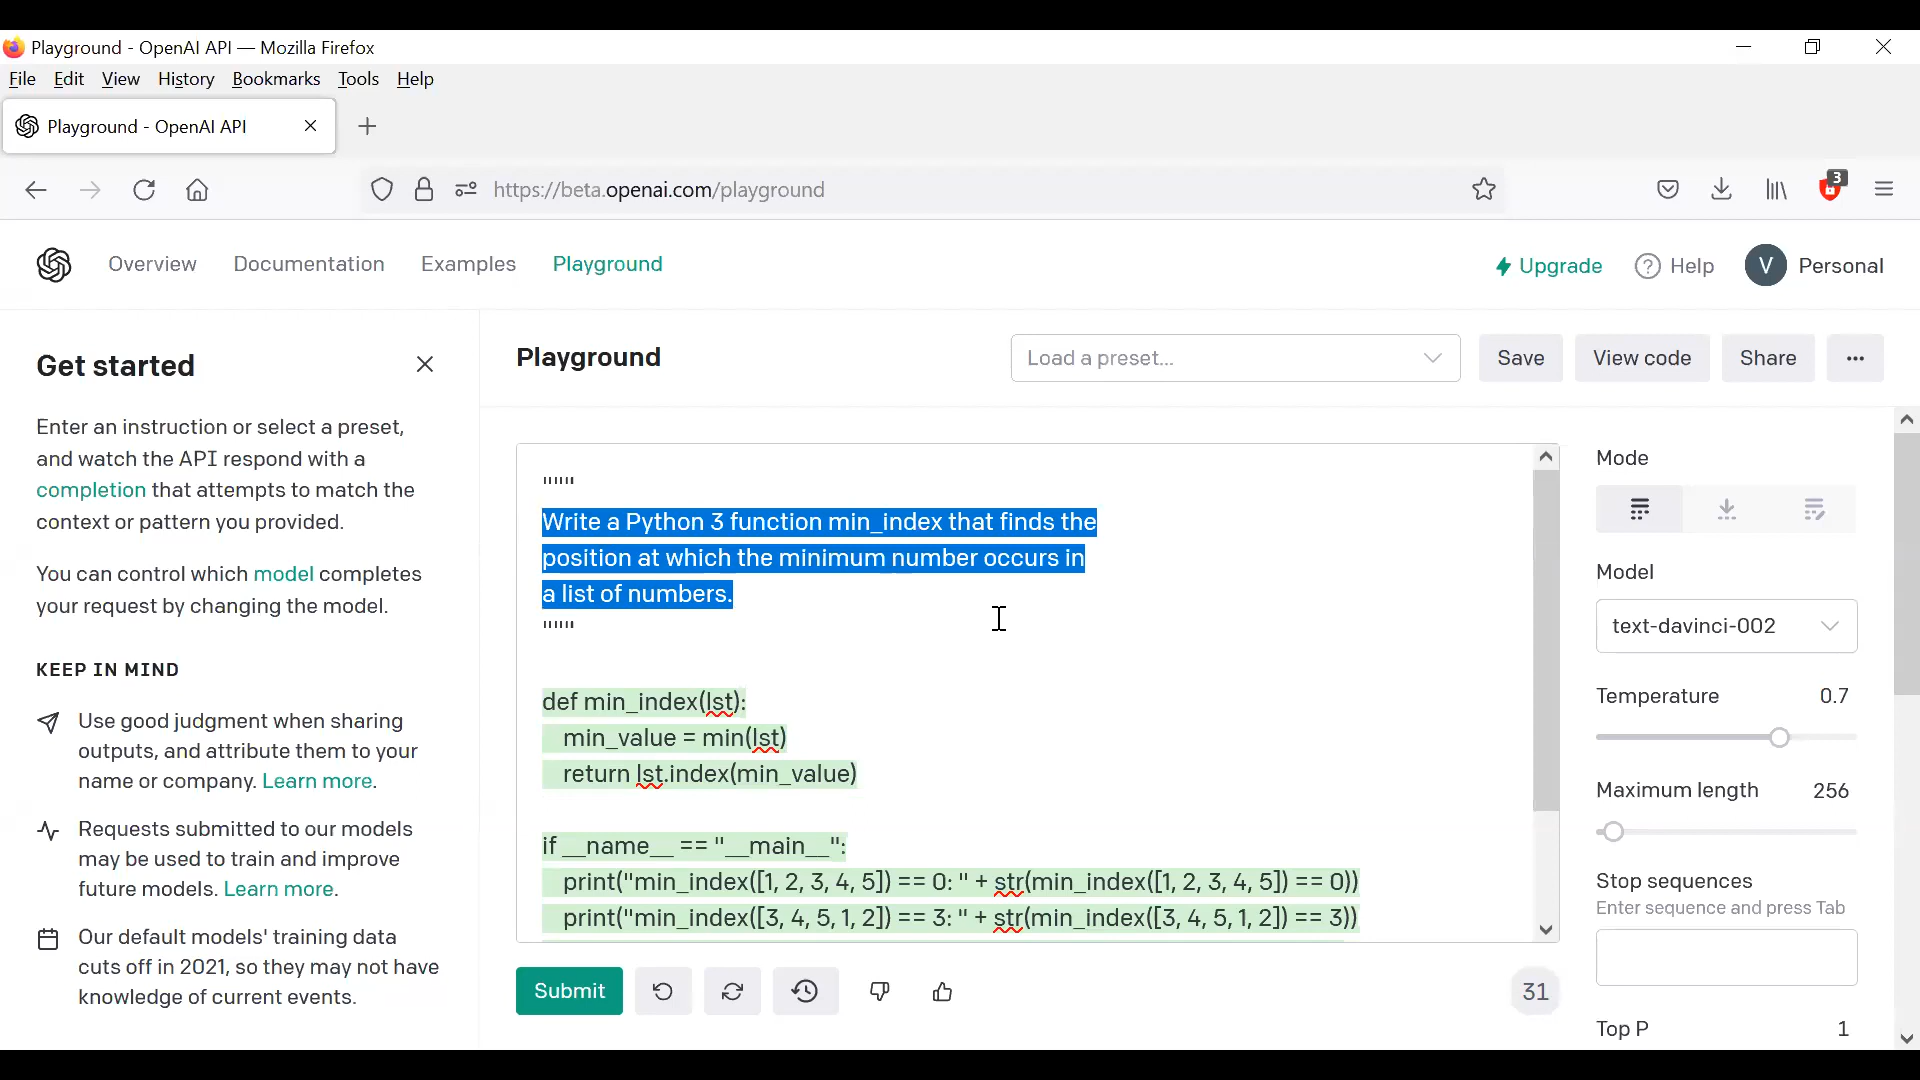 Playground - OpenAI API — Mozilla Firefox
File Edit View History Bookmarks Tools Help
Playground - OpenAI API
https://beta.openai.com/playground
3
Overview Documentation Examples Playground
Upgrade Help V Personal
Get started
Enter an instruction or select a preset,
and watch the API respond with a
completion that attempts to match the
context or pattern you provided.
You can control which model completes
your request by changing the model.
KEEP IN MIND
Use good judgment when sharing
outputs, and attribute them to your
name or company. Learn more.
Requests submitted to our models
may be used to train and improve
future models. Learn more.
Our default models' training data
cuts off in 2021, so they may not have
knowledge of current events.
Playground
Load a preset...
Save View code Share ...
"""
Write a Python 3 function min_index that finds the
position at which the minimum number occurs in
a list of numbers.
"""
def min_index(lst):
min_value = min(lst)
return lst.index(min_value)
if __name__ == "__main__":
print("min_index([1, 2, 3, 4, 5]) == 0: " + str(min_index([1, 2, 3, 4, 5]) == 0))
print("min_index([3, 4, 5, 1, 2]) == 3: " + str(min_index([3, 4, 5, 1, 2]) == 3))
Submit
31
Mode
Model
text-davinci-002
Temperature 0.7
Maximum length 256
Stop sequences
Enter sequence and press Tab
Top P 1